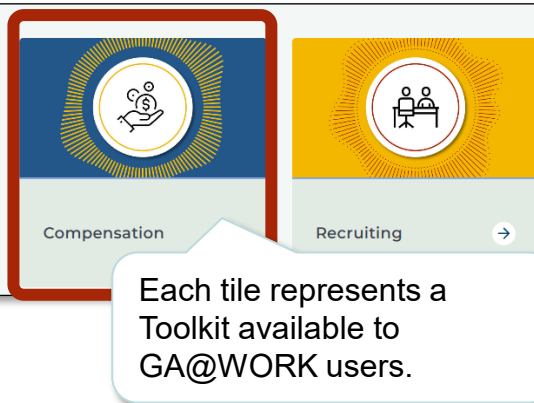 Compensation
Recruiting
Each tile represents a
Toolkit available to
GA@WORK users.